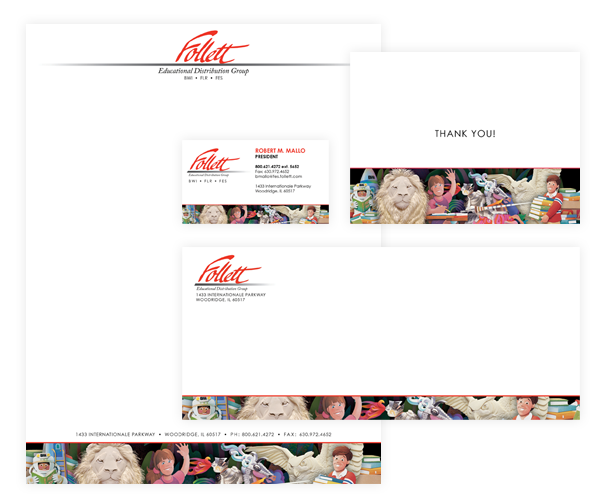 Follett
Educational Distribution Group
BMI • FLR • FES
THANK YOU!
Follett
Educational Distribution Group
BMI • FLR • FES
ROBERT M. MALLO
PRESIDENT
800.621.4272 ext: 5652
Fax: 630.972.4652
bmallo@fes.follett.com
1433 Internationale Parkway
Woodridge, IL 60517
Follett
Educational Distribution Group
1433 INTERNATIONALE PARKWAY
WOODRIDGE, IL 60517
1433 INTERNATIONALE PARKWAY • WOODRIDGE, IL 60517 • PH: 800.621.4272 • FAX: 630.972.4652